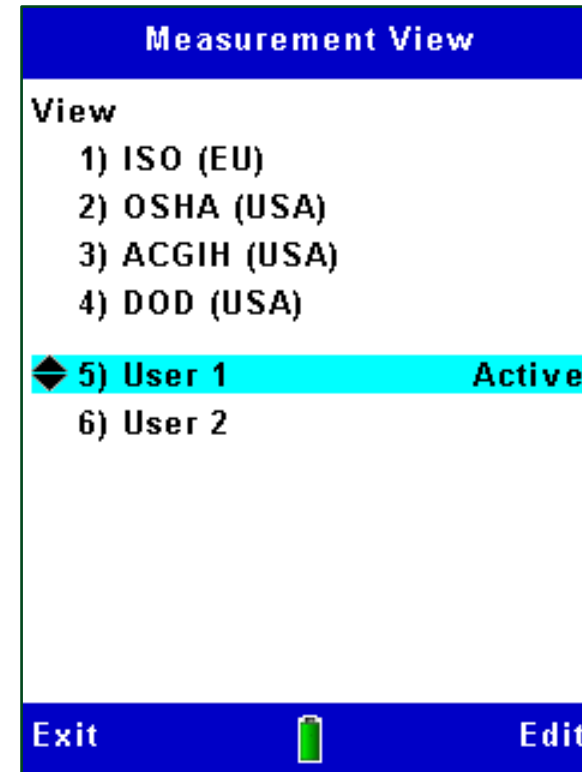 Measurement View
View
1) ISO (EU)
2) OSHA (USA)
3) ACGIH (USA)
4) DOD (USA)
5) User 1 Active
6) User 2
Exit Edit